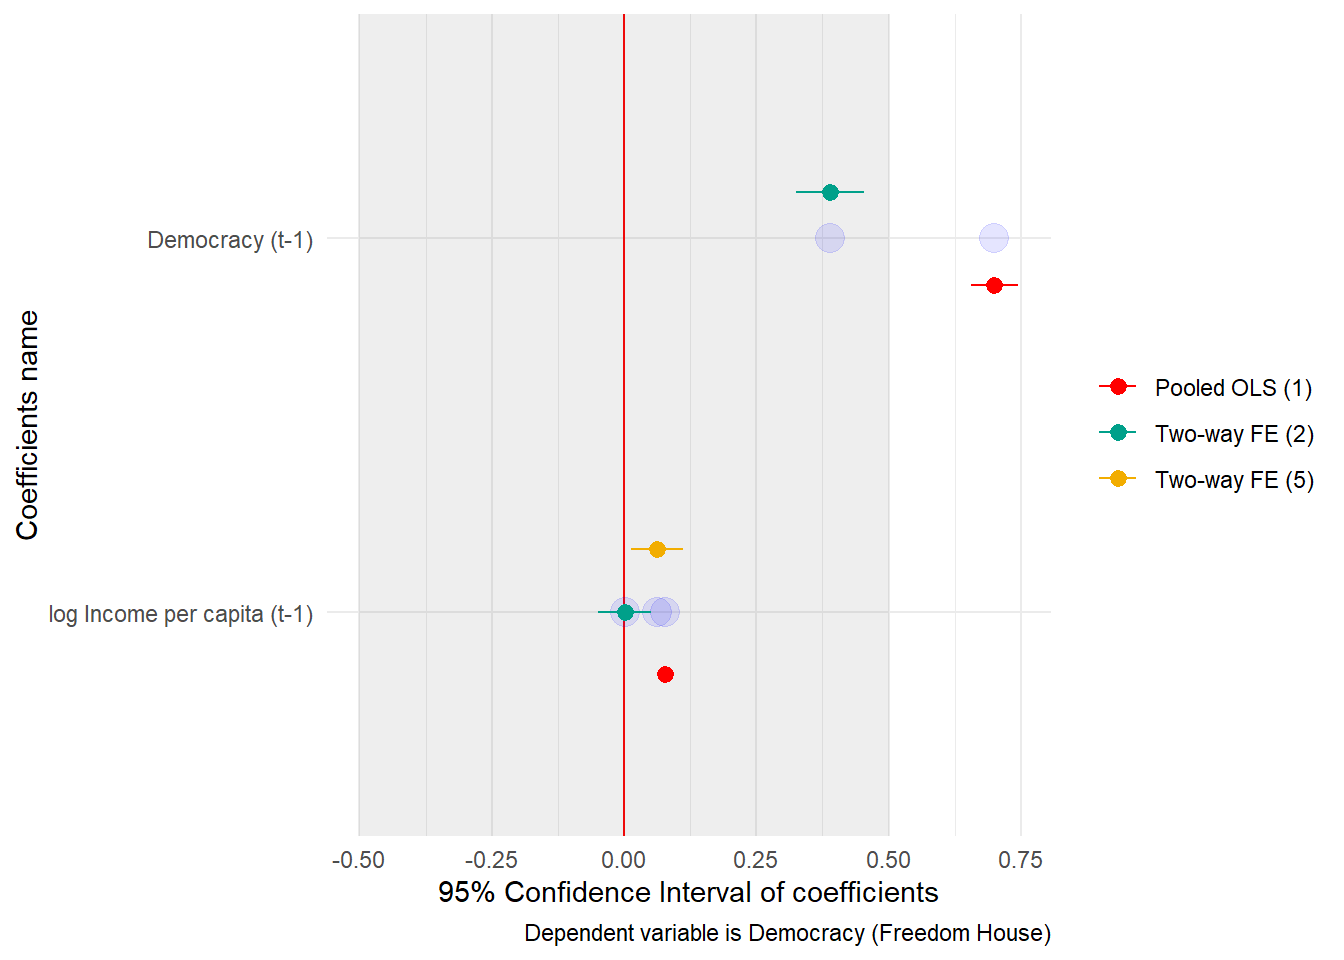 Coefficients name
Democracy (t-1)
log Income per capita (t-1)
-0.50 -0.25 0.00 0.25 0.50 0.75
95% Confidence Interval of coefficients
Dependent variable is Democracy (Freedom House)
Pooled OLS (1)
Two-way FE (2)
Two-way FE (5)